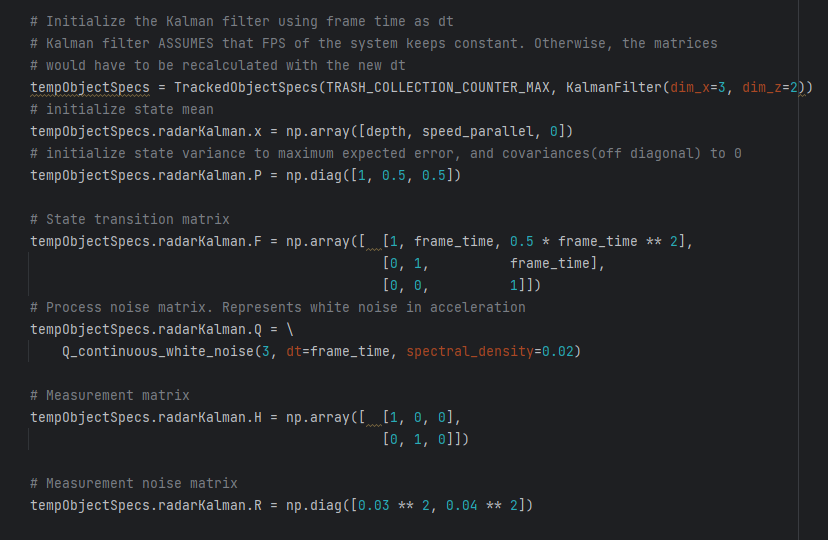 # Initialize the Kalman filter using frame time as dt
# Kalman filter ASSUMES that FPS of the system keeps constant. Otherwise, the matrices
# would have to be recalculated with the new dt
tempObjectSpecs = TrackedObjectSpecs(TRASH_COLLECTION_COUNTER_MAX, KalmanFilter(dim_x=3, dim_z=2))
# initialize state mean
tempObjectSpecs.radarKalman.x = np.array([depth, speed_parallel, 0])
# initialize state variance to maximum expected error, and covariances(off diagonal) to 0
tempObjectSpecs.radarKalman.P = np.diag([1, 0.5, 0.5])
# State transition matrix
tempObjectSpecs.radarKalman.F = np.array([  [1, frame_time, 0.5 * frame_time ** 2],
[0, 1,          frame_time],
[0, 0,          1]])
# Process noise matrix. Represents white noise in acceleration
tempObjectSpecs.radarKalman.Q = \
Q_continuous_white_noise(3, dt=frame_time, spectral_density=0.02)
# Measurement matrix
tempObjectSpecs.radarKalman.H = np.array([  [1, 0, 0],
[0, 1, 0]])
# Measurement noise matrix
tempObjectSpecs.radarKalman.R = np.diag([0.03 ** 2, 0.04 ** 2])